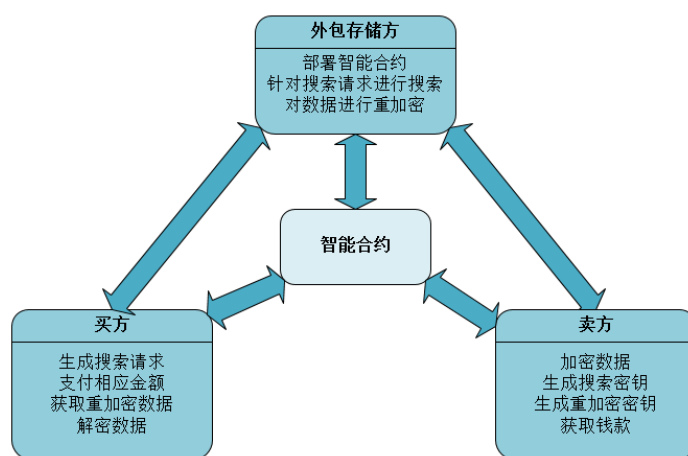 外包存储方
部署智能合约
针对搜索请求进行搜索
对数据进行重加密
智能合约
买方
生成搜索请求
支付相应金额
获取重加密数据
解密数据
卖方
加密数据
生成搜索密钥
生成重加密密钥
获取钱款